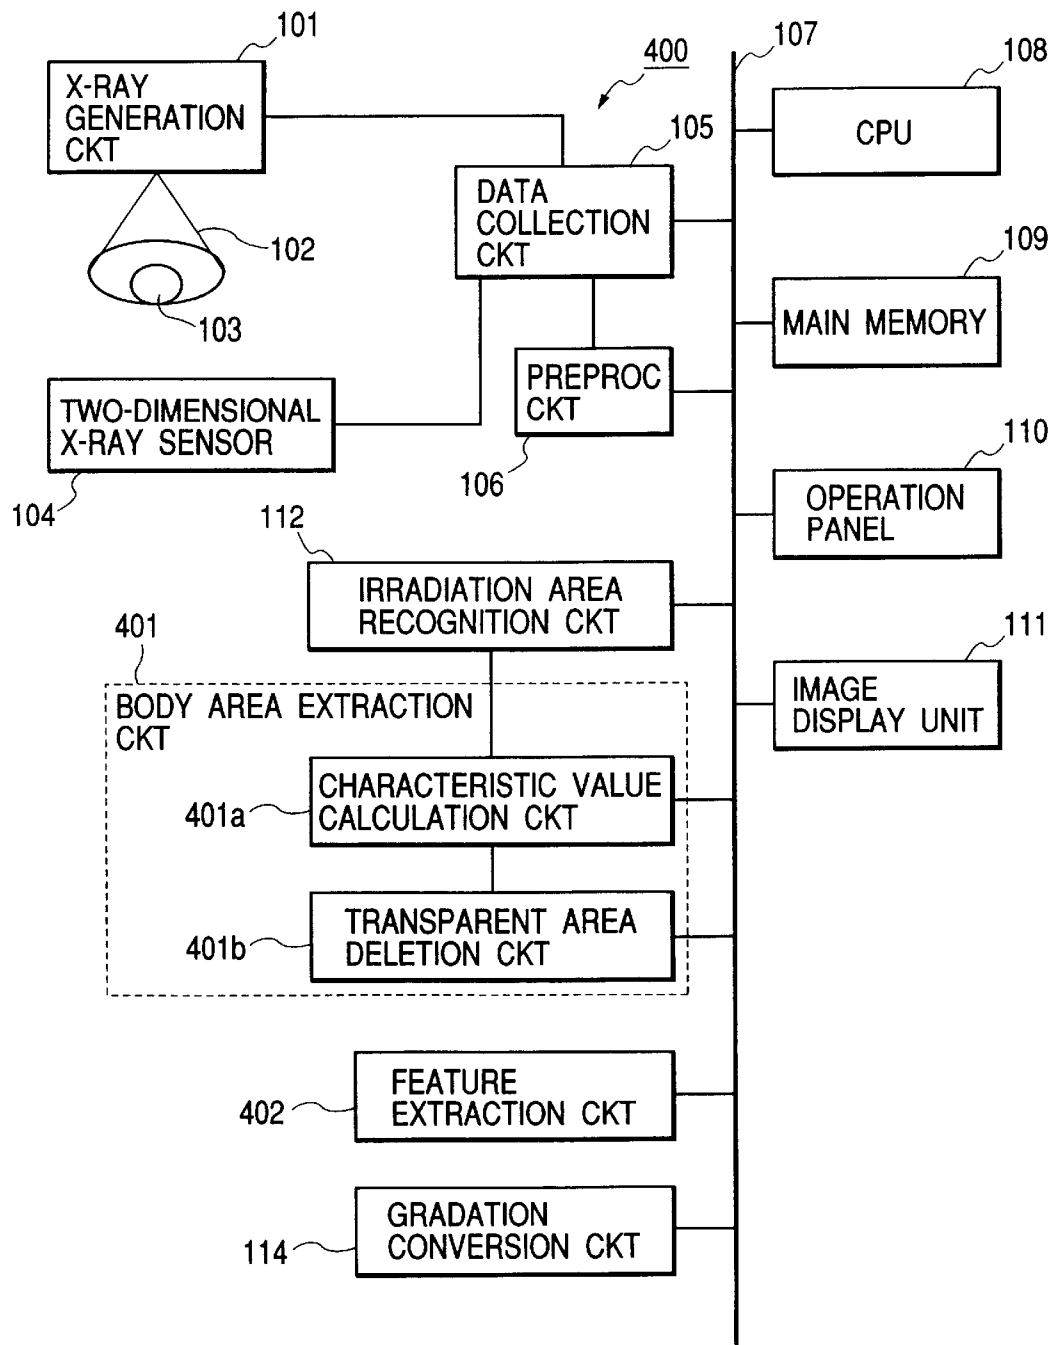 101
X-RAY
GENERATION
CKT
102
103
TWO-DIMENSIONAL
X-RAY SENSOR
104
400
105
DATA
COLLECTION
CKT
PREPROC
CKT
106
107
108
CPU
109
MAIN MEMORY
110
OPERATION
PANEL
111
IMAGE
DISPLAY UNIT
112
IRRADIATION AREA
RECOGNITION CKT
401
BODY AREA EXTRACTION
CKT
CHARACTERISTIC VALUE
CALCULATION CKT
401a
TRANSPARENT AREA
DELETION CKT
401b
FEATURE
EXTRACTION CKT
402
GRADATION
CONVERSION CKT
114